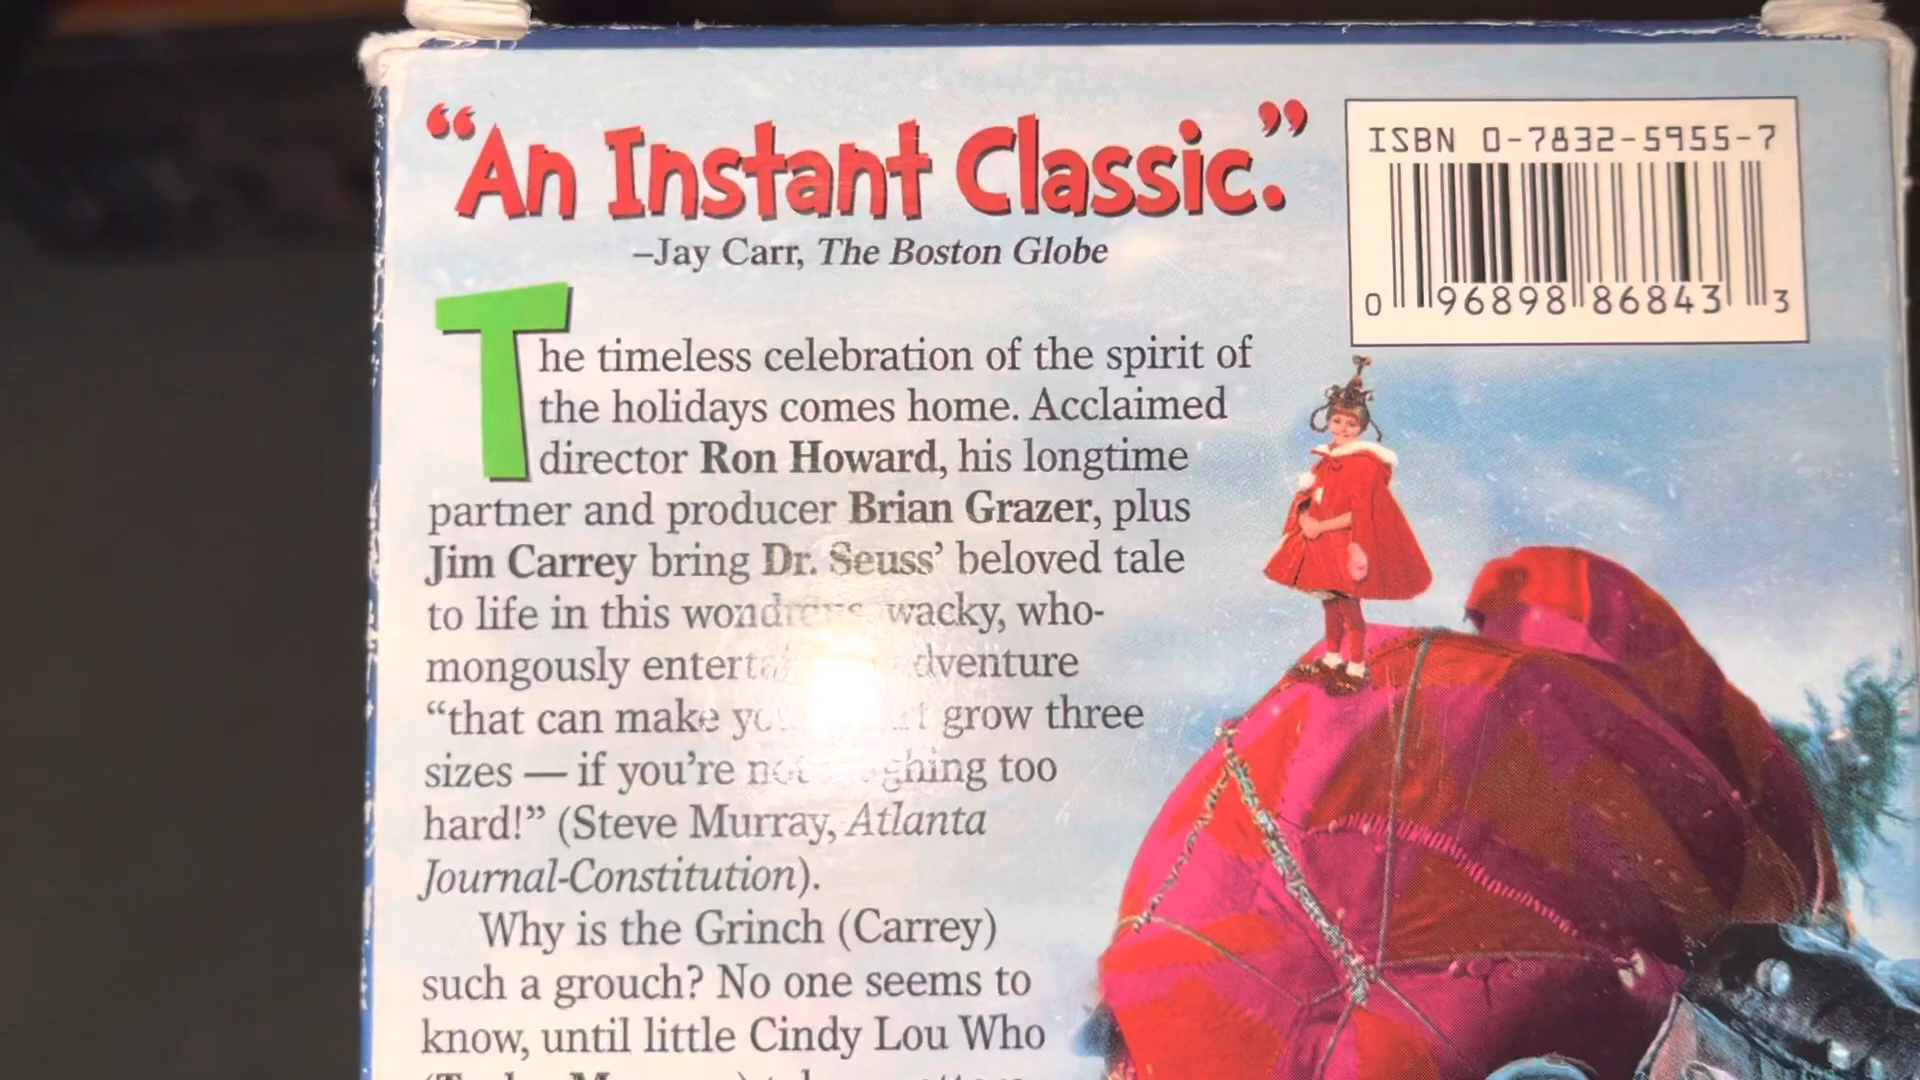 “An Instant Classic.”
–Jay Carr, The Boston Globe
ISBN 0-7832-5955-7
0 96898 86843 3
The timeless celebration of the spirit of
the holidays comes home. Acclaimed
director Ron Howard, his longtime
partner and producer Brian Grazer, plus
Jim Carrey bring Dr. Seuss’ beloved tale
to life in this wondrous, wacky, who-
mongously dventure
“that can make grow three
sizes — if you’re not too
hard!” (Steve Murray, Atlanta
Journal-Constitution).
Why is the Grinch (Carrey)
such a grouch? No one seems to
know, until little Cindy Lou Who